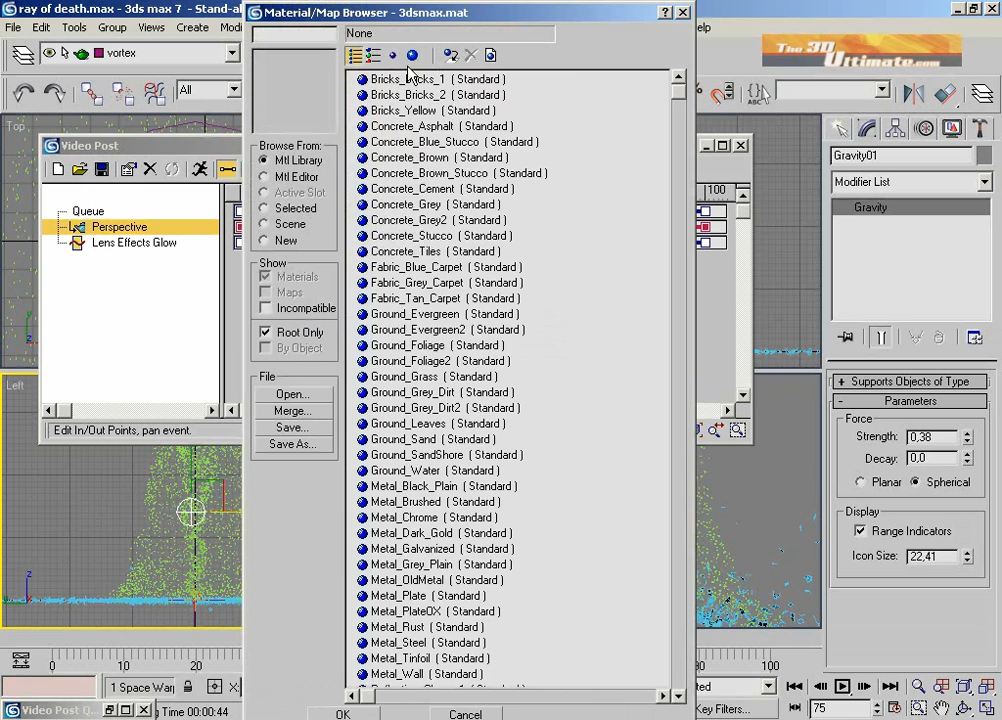 ray of death.max - 3ds max 7 - Stand-al
Material/Map Browser - 3dsmax.mat
File Edit Tools Group Views Create Modi
elp
vortex
None
The 3D
Ultimate...
All
ABC
Top
Video Post
Queue
Perspective
Lens Effects Glow
Edit In/Out Points, pan event.
Browse From:
Mtl Library
Mtl Editor
Active Slot
Selected
Scene
New
Show
Materials
Maps
Incompatible
Root Only
By Object
File
Open...
Merge...
Save...
Save As...
Bricks_Bricks_1 ( Standard )
Bricks_Bricks_2 ( Standard )
Bricks_Yellow ( Standard )
Concrete_Asphalt ( Standard )
Concrete_Blue_Stucco ( Standard )
Concrete_Brown ( Standard )
Concrete_Brown_Stucco ( Standard )
Concrete_Cement ( Standard )
Concrete_Grey ( Standard )
Concrete_Grey2 ( Standard )
Concrete_Stucco ( Standard )
Concrete_Tiles ( Standard )
Fabric_Blue_Carpet ( Standard )
Fabric_Grey_Carpet ( Standard )
Fabric_Tan_Carpet ( Standard )
Ground_Evergreen ( Standard )
Ground_Evergreen2 ( Standard )
Ground_Foliage ( Standard )
Ground_Foliage2 ( Standard )
Ground_Grass ( Standard )
Ground_Grey_Dirt ( Standard )
Ground_Grey_Dirt2 ( Standard )
Ground_Leaves ( Standard )
Ground_Sand ( Standard )
Ground_SandShore ( Standard )
Ground_Water ( Standard )
Metal_Black_Plain ( Standard )
Metal_Brushed ( Standard )
Metal_Chrome ( Standard )
Metal_Dark_Gold ( Standard )
Metal_Galvanized ( Standard )
Metal_Grey_Plain ( Standard )
Metal_OldMetal ( Standard )
Metal_Plate ( Standard )
Metal_PlateOX ( Standard )
Metal_Rust ( Standard )
Metal_Steel ( Standard )
Metal_Tinfoil ( Standard )
Metal_Wall ( Standard )
OK Cancel
100
Gravity01
Modifier List
Gravity
+ Supports Objects of Type
- Parameters
Force
Strength: 0,38
Decay: 0,0
Planar Spherical
Display
Range Indicators
Icon Size: 22,41
Left
z
x
0 20
80 100
1 Space Warp
X:
ted
Video Post Q
Time 00:00:44
Key Filters...
75